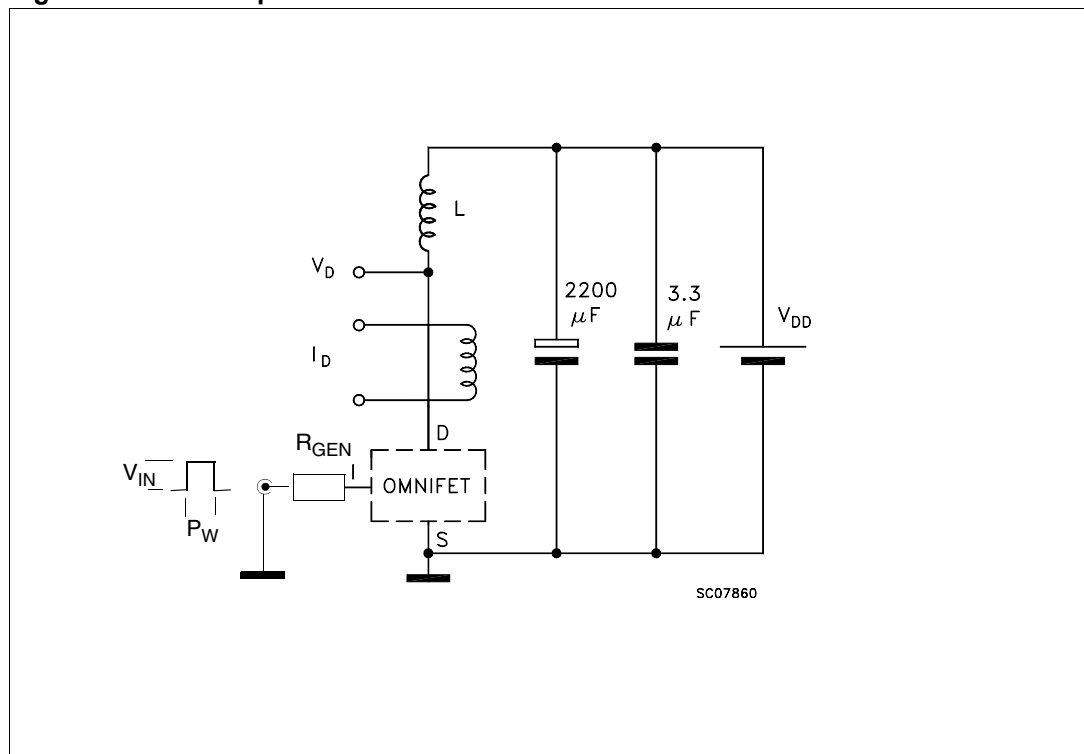 L
V_D
2200
μF
3.3
μF
V_DD
I_D
D
R_GEN
I
V_IN
OMNIFET
P_W
S
SC07860